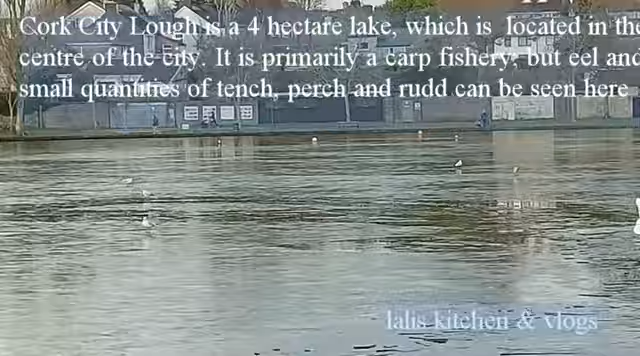 Cork City Lough is a 4 hectare lake, which is located in the
centre of the city. It is primarily a carp fishery, but eel and
small quantities of tench, perch and rudd can be seen here
lalis kitchen & vlogs